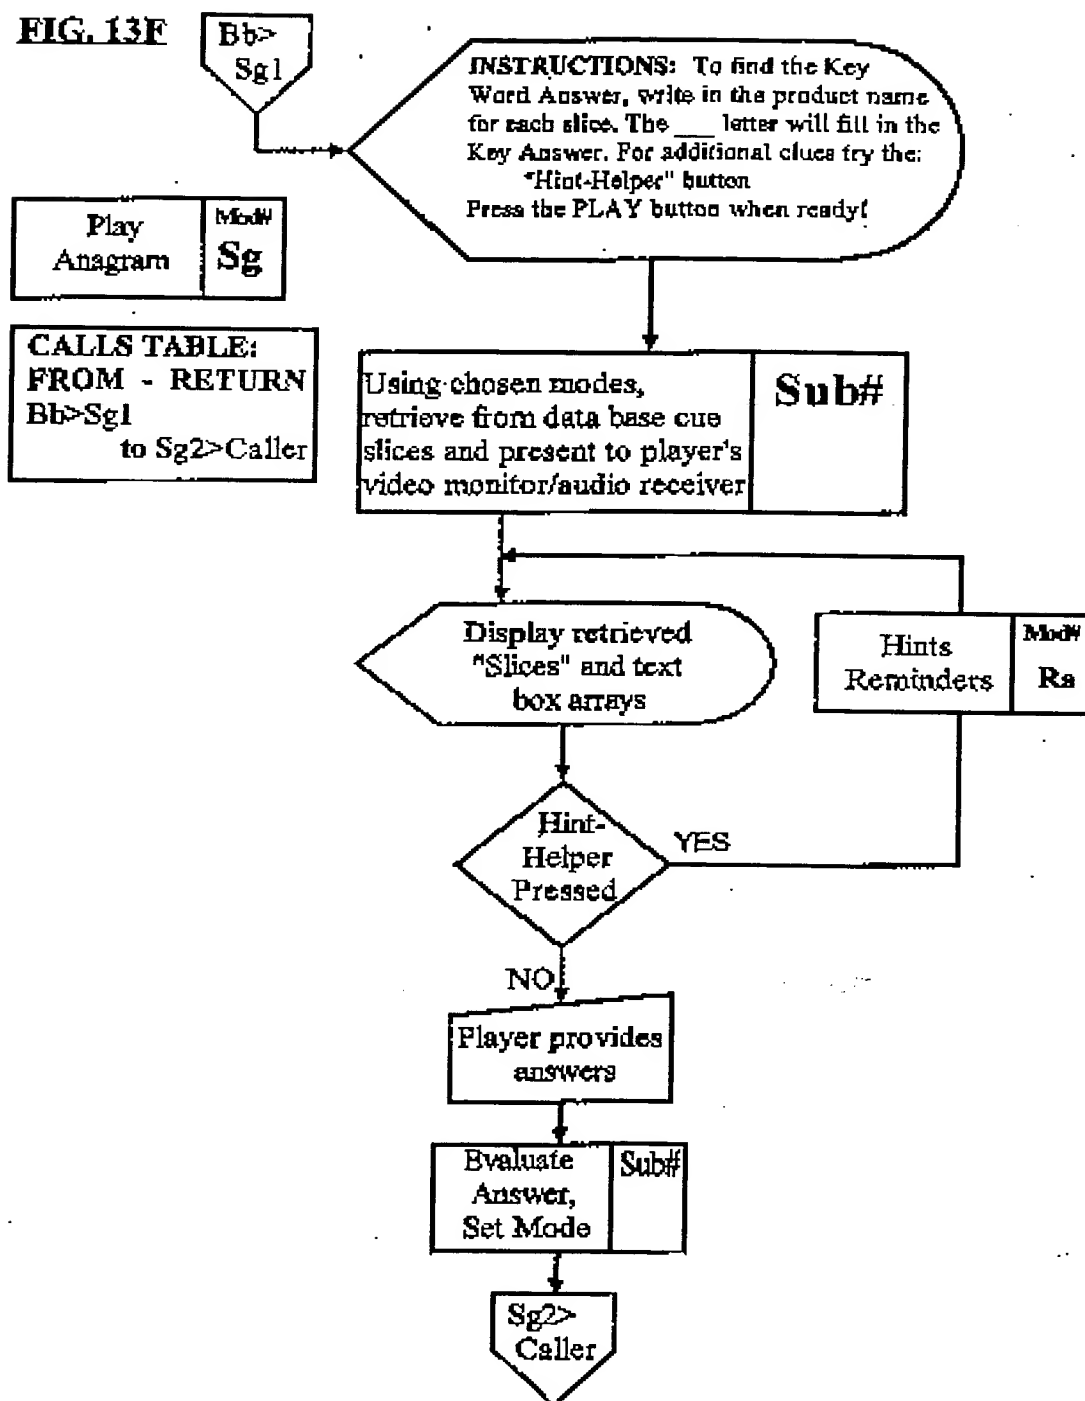 FIG. 13F
Bb>
Sg1
INSTRUCTIONS: To find the Key
Word Answer, write in the product name
for each slice. The ___ letter will fill in the
Key Answer. For additional clues try the:
"Hint-Helper" button
Press the PLAY button when ready!
Play
Anagram
Mod#
Sg
CALLS TABLE:
FROM - RETURN
Bb>Sg1
to Sg2>Caller
Using chosen modes,
retrieve from data base cue
slices and present to player's
video monitor/audio receiver
Sub#
Display retrieved
"Slices" and text
box arrays
Hints
Reminders
Mod#
Ra
Hint-
Helper
Pressed
YES
NO
Player provides
answers
Evaluate
Answer,
Set Mode
Sub#
Sg2>
Caller